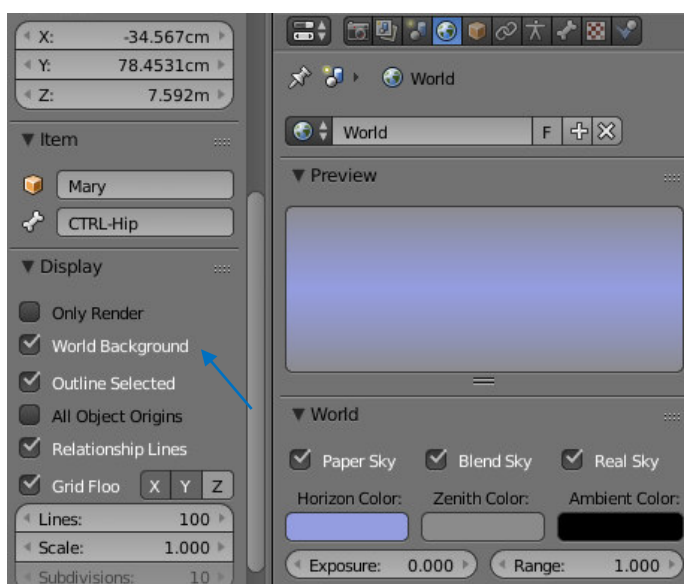 X: -34.567cm
Y: 78.4531cm
Z: 7.592m
Item
Mary
CTRL-Hip
Display
Only Render
World Background
Outline Selected
All Object Origins
Relationship Lines
Grid Floo X Y Z
Lines: 100
Scale: 1.000
Subdivisions: 10
World
World F
Preview
World
Paper Sky Blend Sky Real Sky
Horizon Color: Zenith Color: Ambient Color:
Exposure: 0.000 Range: 1.000